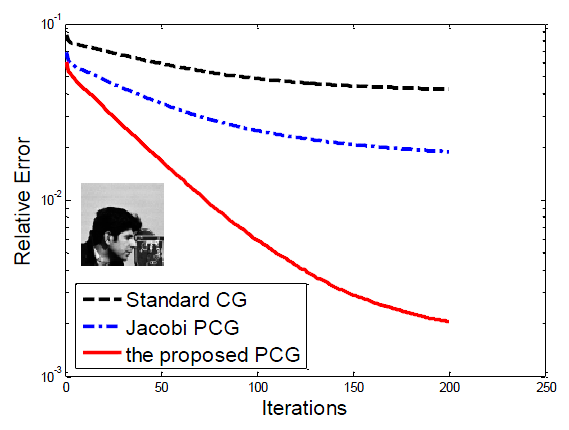 10^-1
10^-2
10^-3
Relative Error
Standard CG
Jacobi PCG
the proposed PCG
0 50 100 150 200 250
Iterations